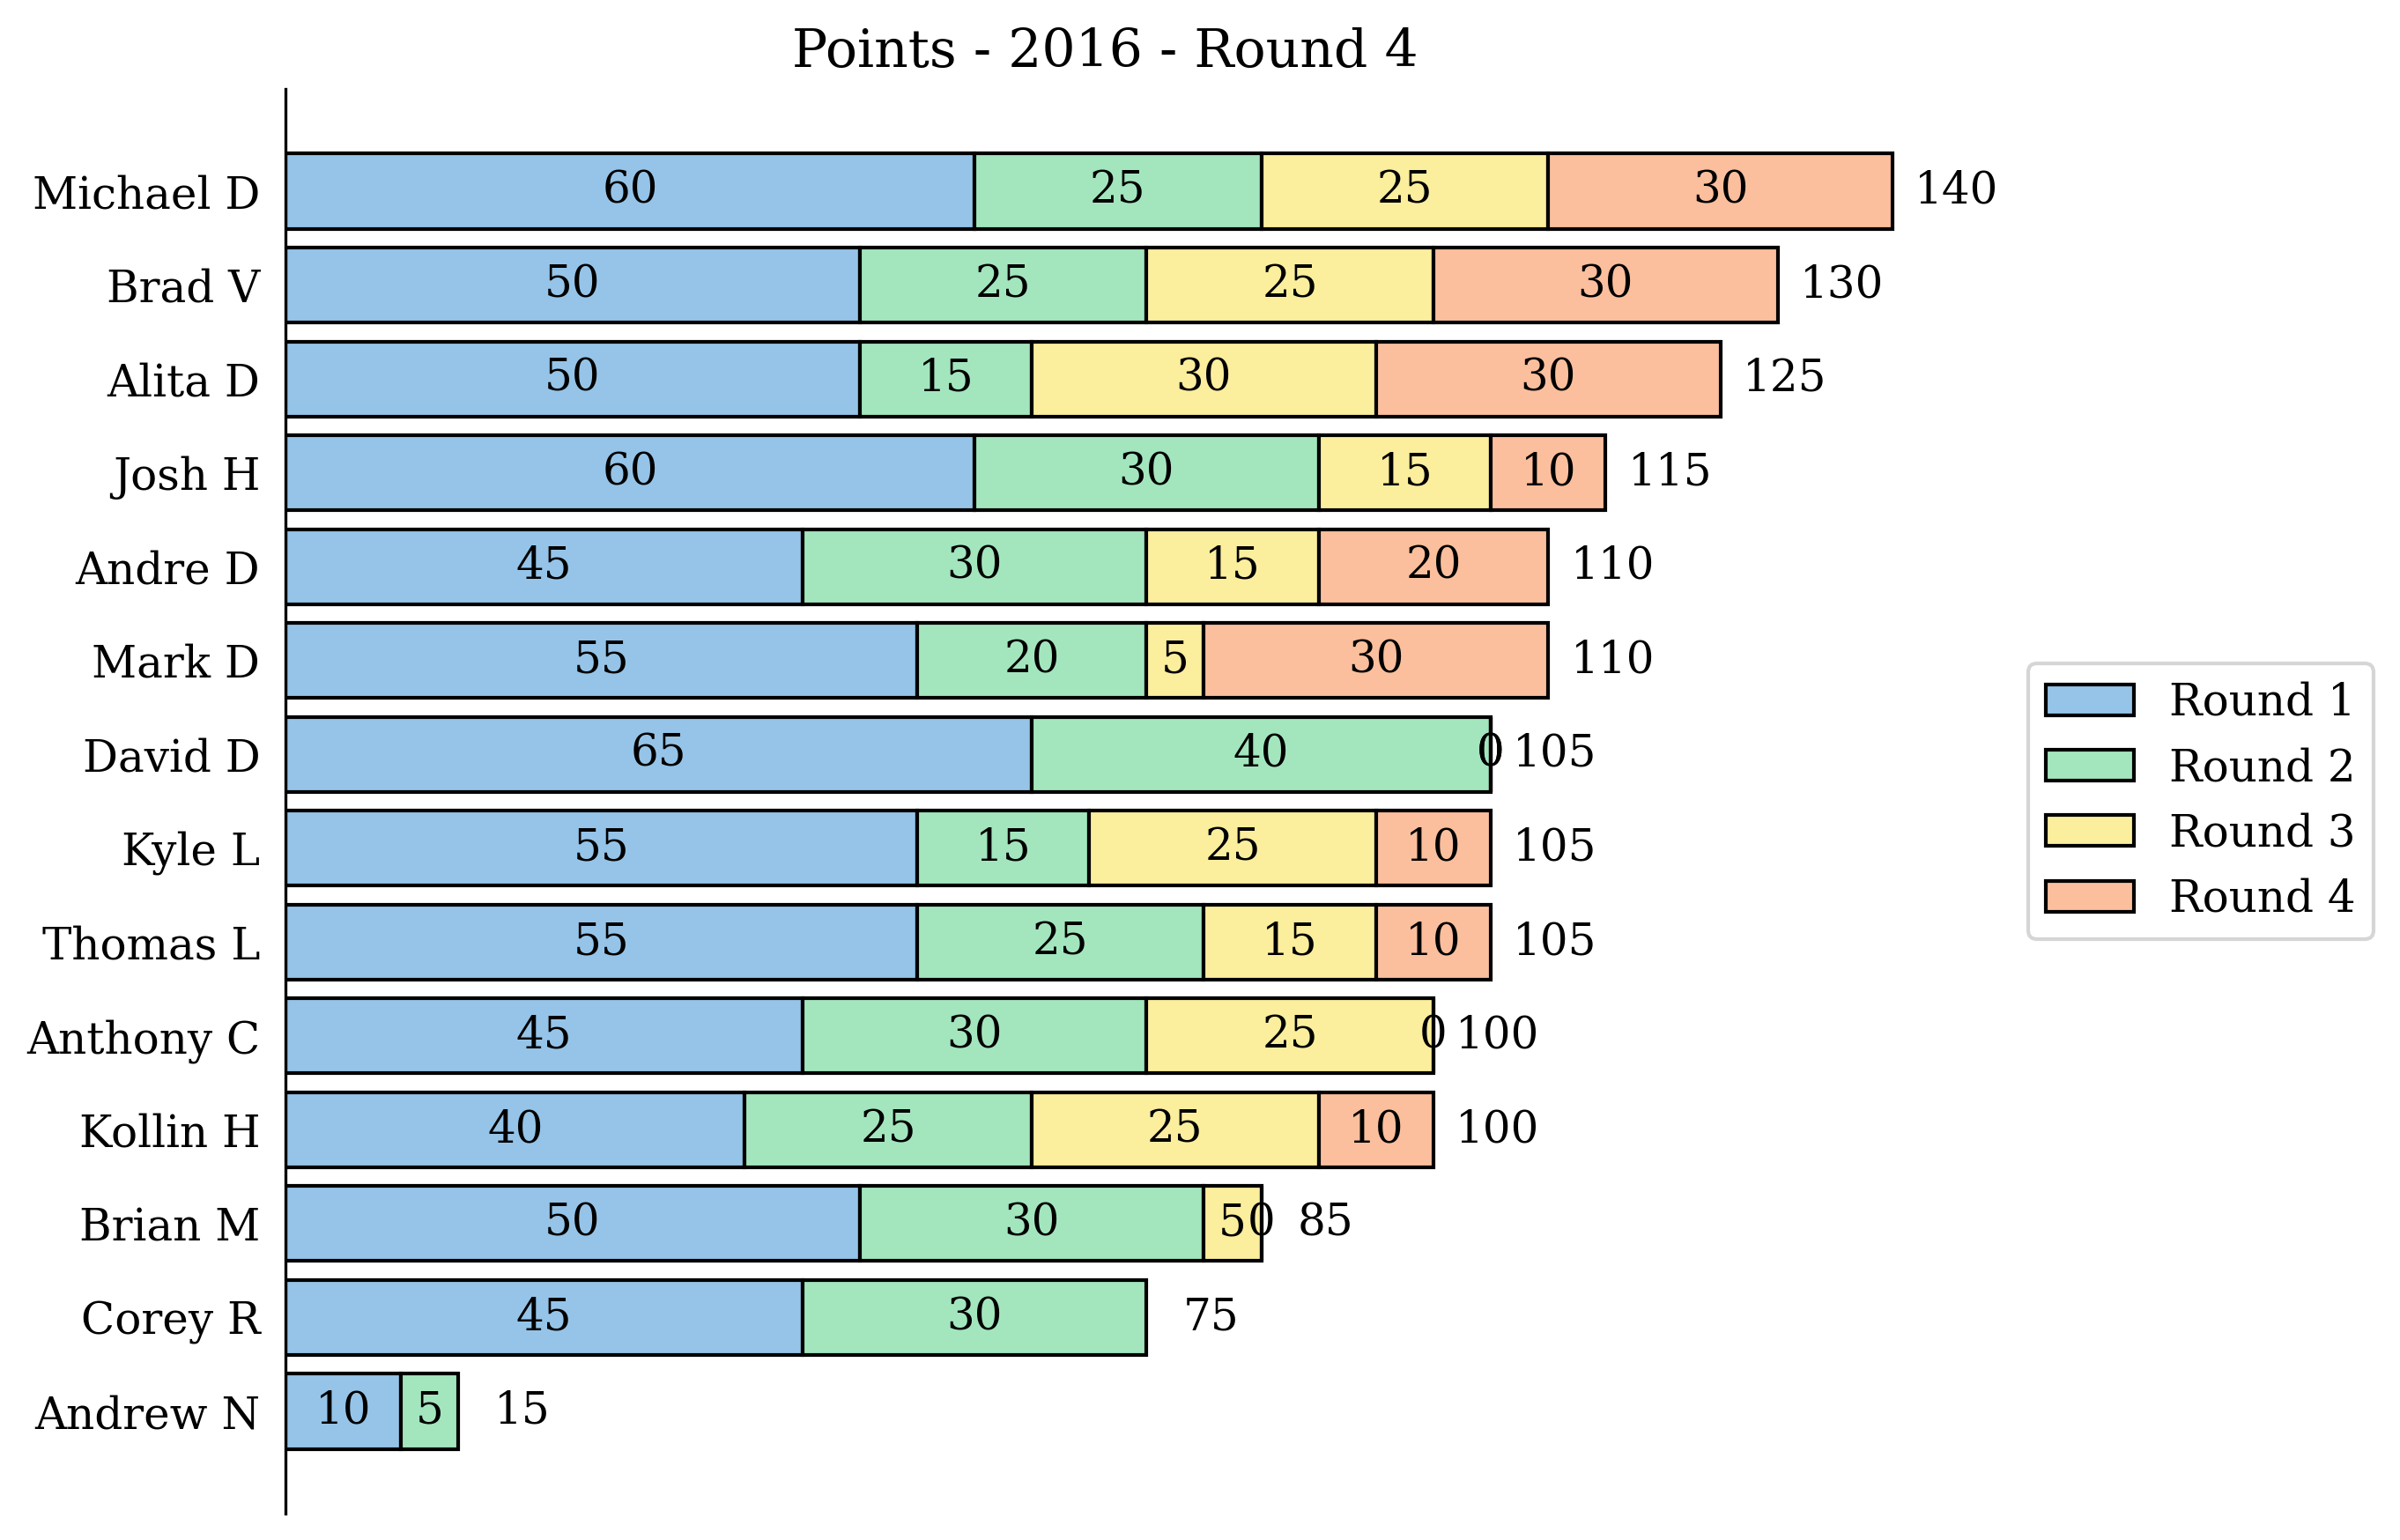 Points - 2016 - Round 4
Michael D 60 25 25 30 140
Brad V 50 25 25 30 130
Alita D 50 15 30 30 125
Josh H 60 30 15 10 115
Andre D 45 30 15 20 110
Mark D 55 20 5 30 110
David D 65 40 0 105
Kyle L 55 15 25 10 105
Thomas L 55 25 15 10 105
Anthony C 45 30 25 0 100
Kollin H 40 25 25 10 100
Brian M 50 30 5 0 85
Corey R 45 30 75
Andrew N 10 5 15
Round 1
Round 2
Round 3
Round 4